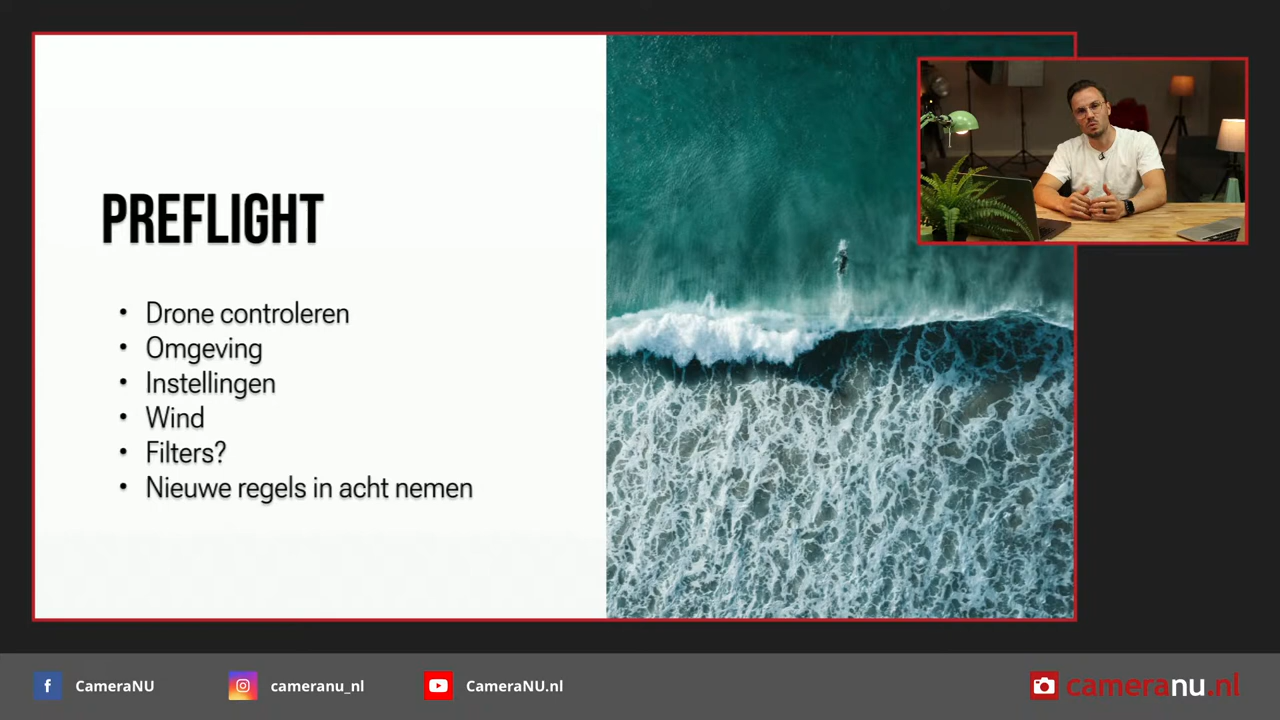 PREFLIGHT
• Drone controleren
• Omgeving
• Instellingen
• Wind
• Filters?
• Nieuwe regels in acht nemen
CameraNU
cameranu_nl
CameraNU.nl
cameranu.nl